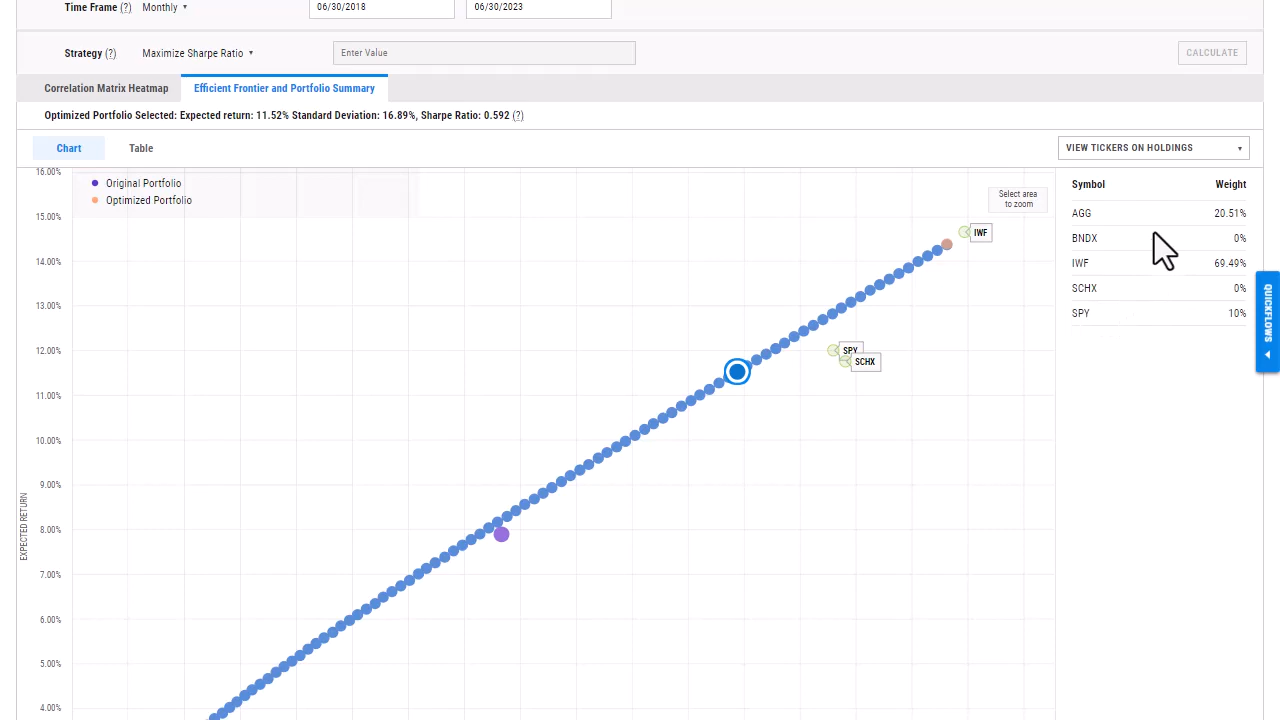 Time Frame (?) Monthly 06/30/2018 06/30/2023
Strategy (?) Maximize Sharpe Ratio Enter Value CALCULATE
Correlation Matrix Heatmap Efficient Frontier and Portfolio Summary
Optimized Portfolio Selected: Expected return: 11.52% Standard Deviation: 16.89%, Sharpe Ratio: 0.592 (?)
Chart Table VIEW TICKERS ON HOLDINGS
Original Portfolio
Optimized Portfolio
Select area
to zoom
16.00%
15.00%
14.00%
13.00%
12.00%
11.00%
10.00%
9.00%
8.00%
7.00%
6.00%
5.00%
4.00%
EXPECTED RETURN
IWF
SPY
SCHX
Symbol Weight
AGG 20.51%
BNDX 0%
IWF 69.49%
SCHX 0%
SPY 10%
QUICKFLOWS